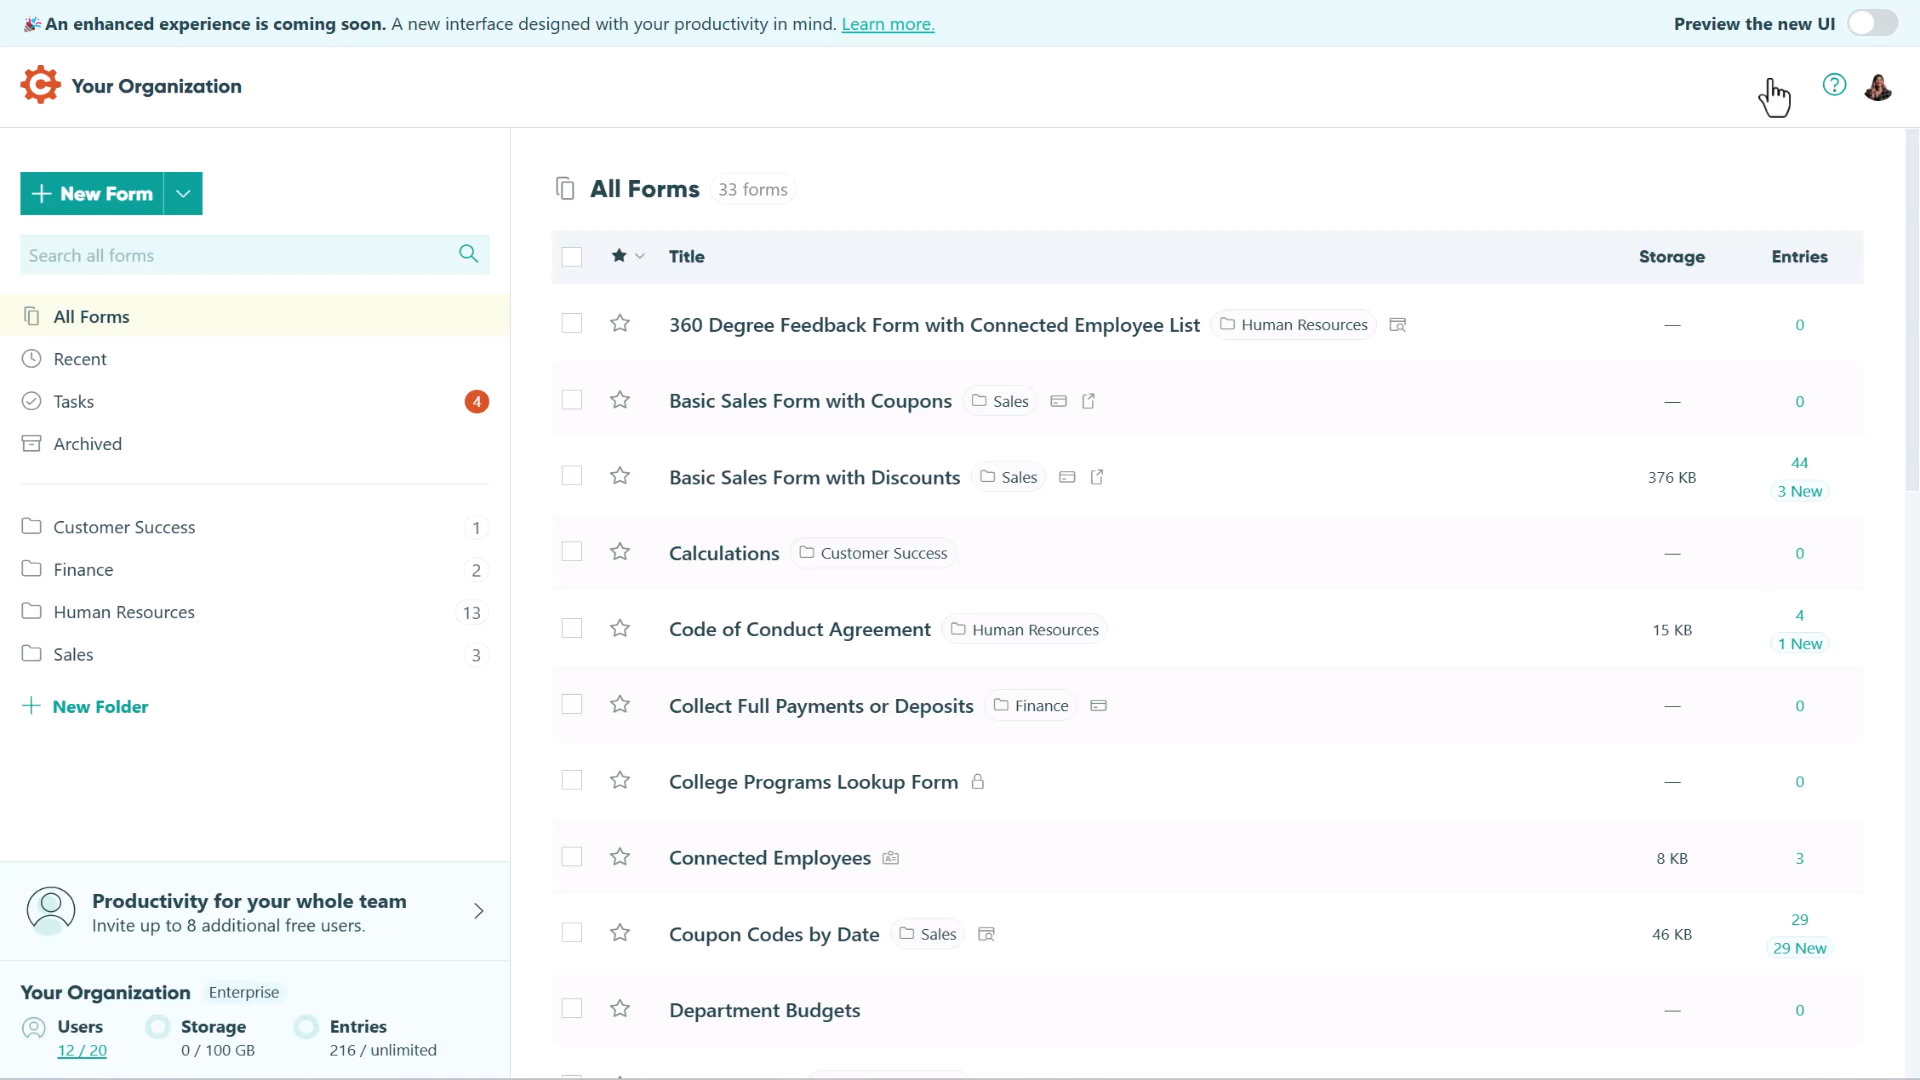 An enhanced experience is coming soon. A new interface designed with your productivity in mind. Learn more.
Preview the new UI
Your Organization
?
New Form
Search all forms
All Forms
Recent
Tasks 4
Archived
Customer Success 1
Finance 2
Human Resources 13
Sales 3
New Folder
Productivity for your whole team
Invite up to 8 additional free users.
Your Organization Enterprise
Users Storage Entries
12 / 20 0 / 100 GB 216 / unlimited
All Forms 33 forms
Title Storage Entries
360 Degree Feedback Form with Connected Employee List Human Resources — 0
Basic Sales Form with Coupons Sales — 0
Basic Sales Form with Discounts Sales 376 KB 44
3 New
Calculations Customer Success — 0
Code of Conduct Agreement Human Resources 15 KB 4
1 New
Collect Full Payments or Deposits Finance — 0
College Programs Lookup Form — 0
Connected Employees 8 KB 3
Coupon Codes by Date Sales 46 KB 29
29 New
Department Budgets — 0